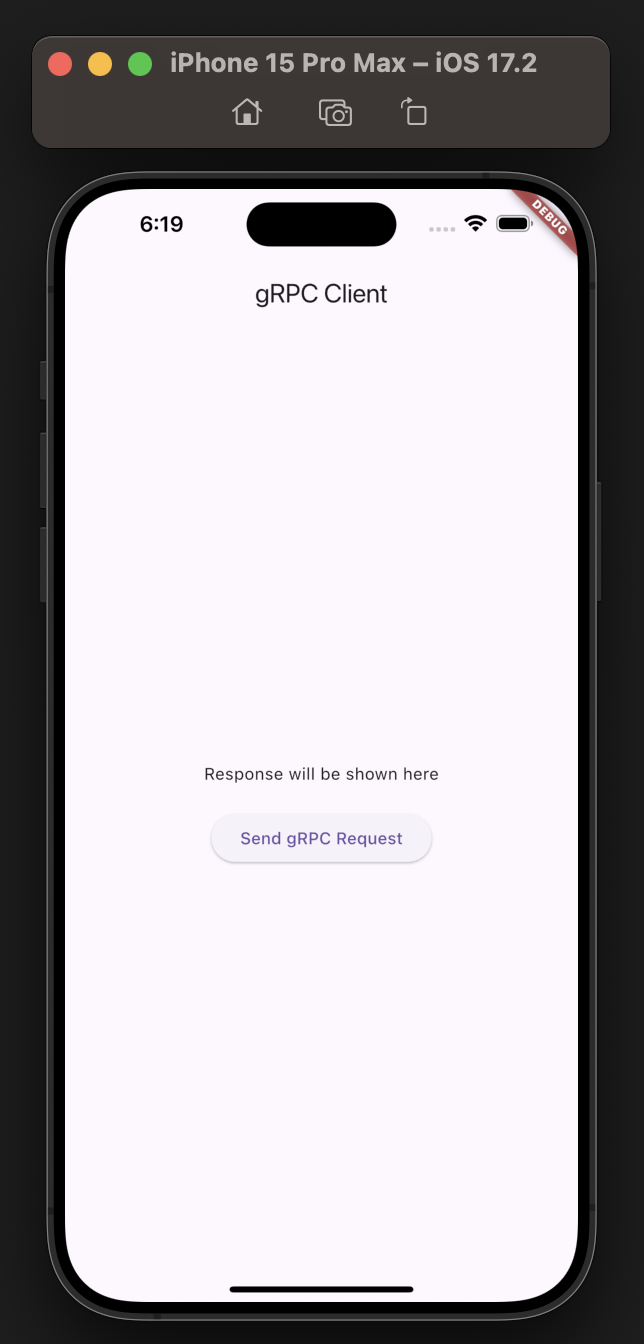 iPhone 15 Pro Max – iOS 17.2
6:19
DEBUG
gRPC Client
Response will be shown here
Send gRPC Request